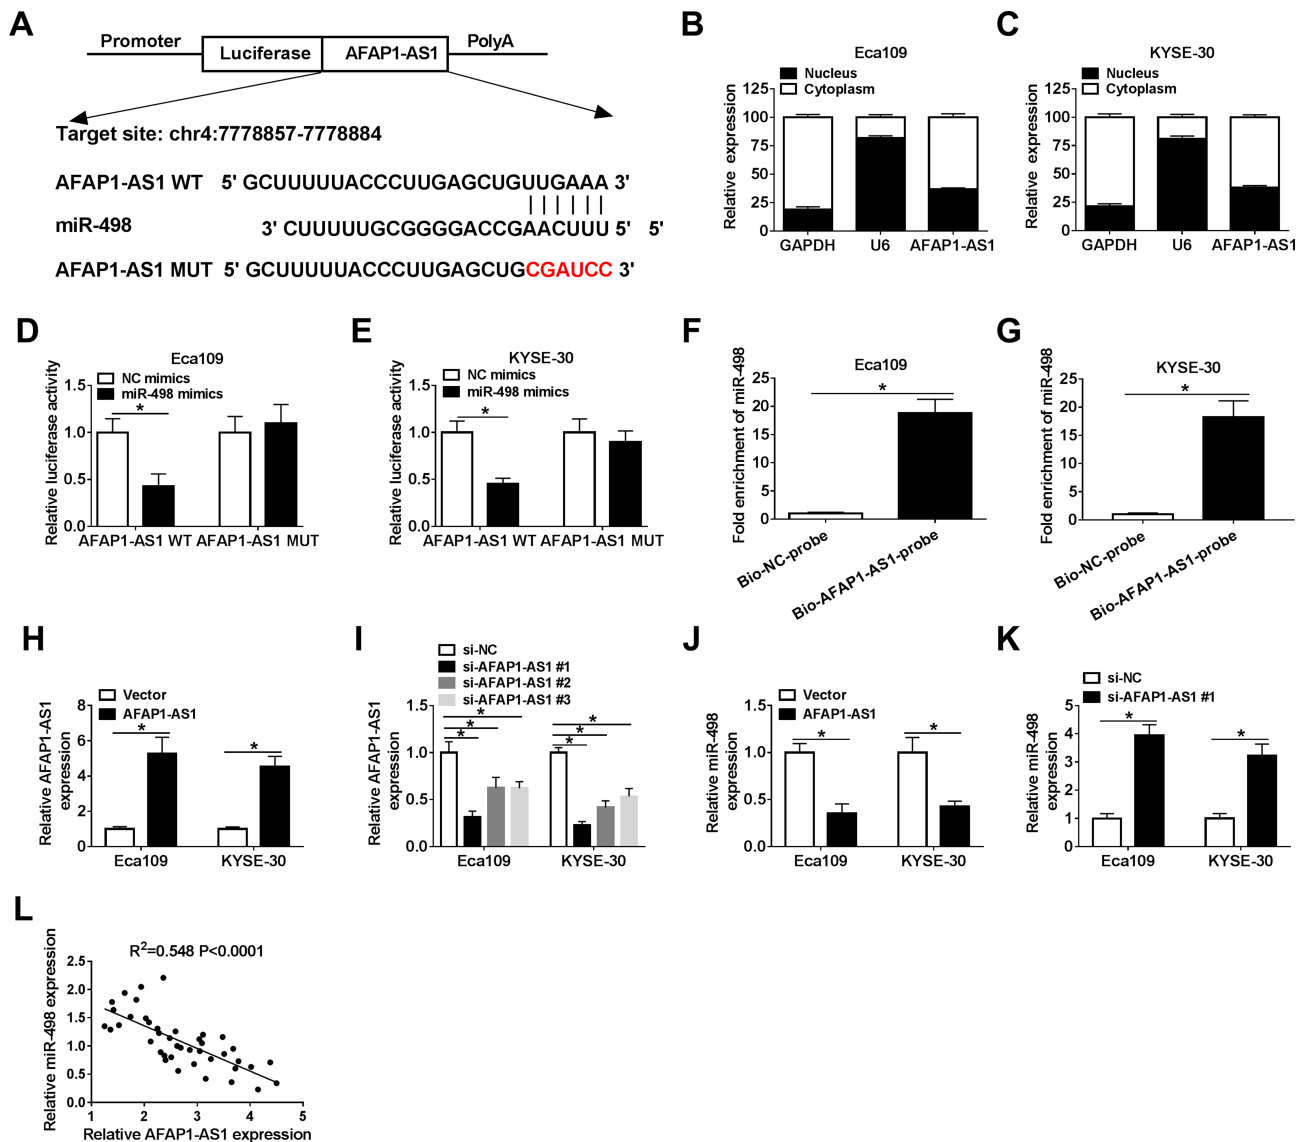 A
Promoter
Luciferase
AFAP1-AS1
PolyA
Target site: chr4:7778857-7778884
AFAP1-AS1 WT 5' GCUUUUUACCCUUGAGCUGUUGAAA 3'
miR-498 3' CUUUUUGCGGGGACCGAACUUU 5' 5'
AFAP1-AS1 MUT 5' GCUUUUUACCCUUGAGCUGCGAUCC 3'
B
Eca109
Nucleus
Cytoplasm
Relative expression
125
100
75
50
25
0
GAPDH U6 AFAP1-AS1
C
KYSE-30
Nucleus
Cytoplasm
Relative expression
125
100
75
50
25
0
GAPDH U6 AFAP1-AS1
D
Eca109
NC mimics
miR-498 mimics
Relative luciferase activity
1.5
1.0
0.5
0.0
*
AFAP1-AS1 WT AFAP1-AS1 MUT
E
KYSE-30
NC mimics
miR-498 mimics
Relative luciferase activity
1.5
1.0
0.5
0.0
*
AFAP1-AS1 WT AFAP1-AS1 MUT
F
Eca109
Fold enrichment of miR-498
25
20
15
10
5
0
*
Bio-NC-probe
Bio-AFAP1-AS1-probe
G
KYSE-30
Fold enrichment of miR-498
25
20
15
10
5
0
*
Bio-NC-probe
Bio-AFAP1-AS1-probe
H
Vector
AFAP1-AS1
Relative AFAP1-AS1
expression
8
6
4
2
0
* *
Eca109 KYSE-30
I
si-NC
si-AFAP1-AS1 #1
si-AFAP1-AS1 #2
si-AFAP1-AS1 #3
Relative AFAP1-AS1
expression
1.5
1.0
0.5
0.0
* * *
* * *
Eca109 KYSE-30
J
Vector
AFAP1-AS1
Relative miR-498
expression
1.5
1.0
0.5
0.0
* *
Eca109 KYSE-30
K
si-NC
si-AFAP1-AS1 #1
Relative miR-498
expression
5
4
3
2
1
0
* *
Eca109 KYSE-30
L
R²=0.548 P<0.0001
Relative miR-498 expression
2.5
2.0
1.5
1.0
0.5
0.0
1 2 3 4 5
Relative AFAP1-AS1 expression